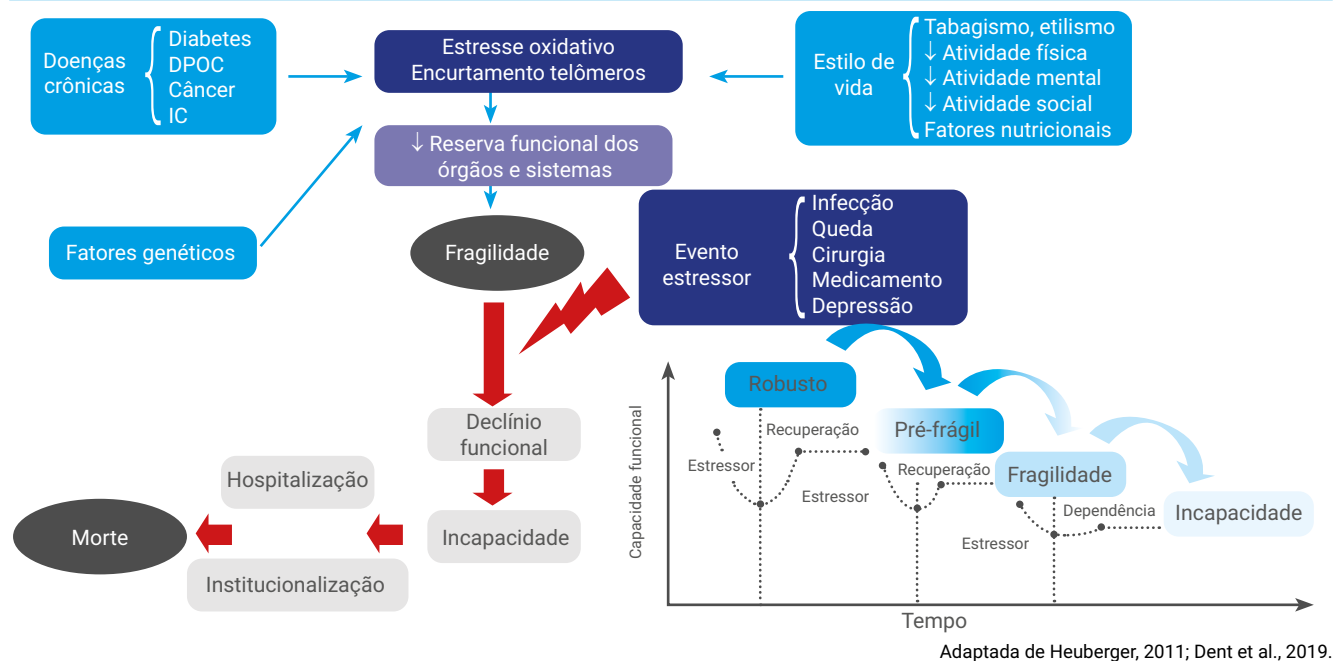 Doenças
crônicas
Diabetes
DPOC
Câncer
IC
Estresse oxidativo
Encurtamento telômeros
Estilo de
vida
Tabagismo, etilismo
↓ Atividade física
↓ Atividade mental
↓ Atividade social
Fatores nutricionais
↓ Reserva funcional dos
órgãos e sistemas
Fatores genéticos
Fragilidade
Evento
estressor
Infecção
Queda
Cirurgia
Medicamento
Depressão
Declínio
funcional
Hospitalização
Morte
Incapacidade
Institucionalização
Capacidade funcional
Robusto
Recuperação
Estressor
Estressor
Pré-frágil
Recuperação
Fragilidade
Estressor
Dependência
Incapacidade
Tempo
Adaptada de Heuberger, 2011; Dent et al., 2019.